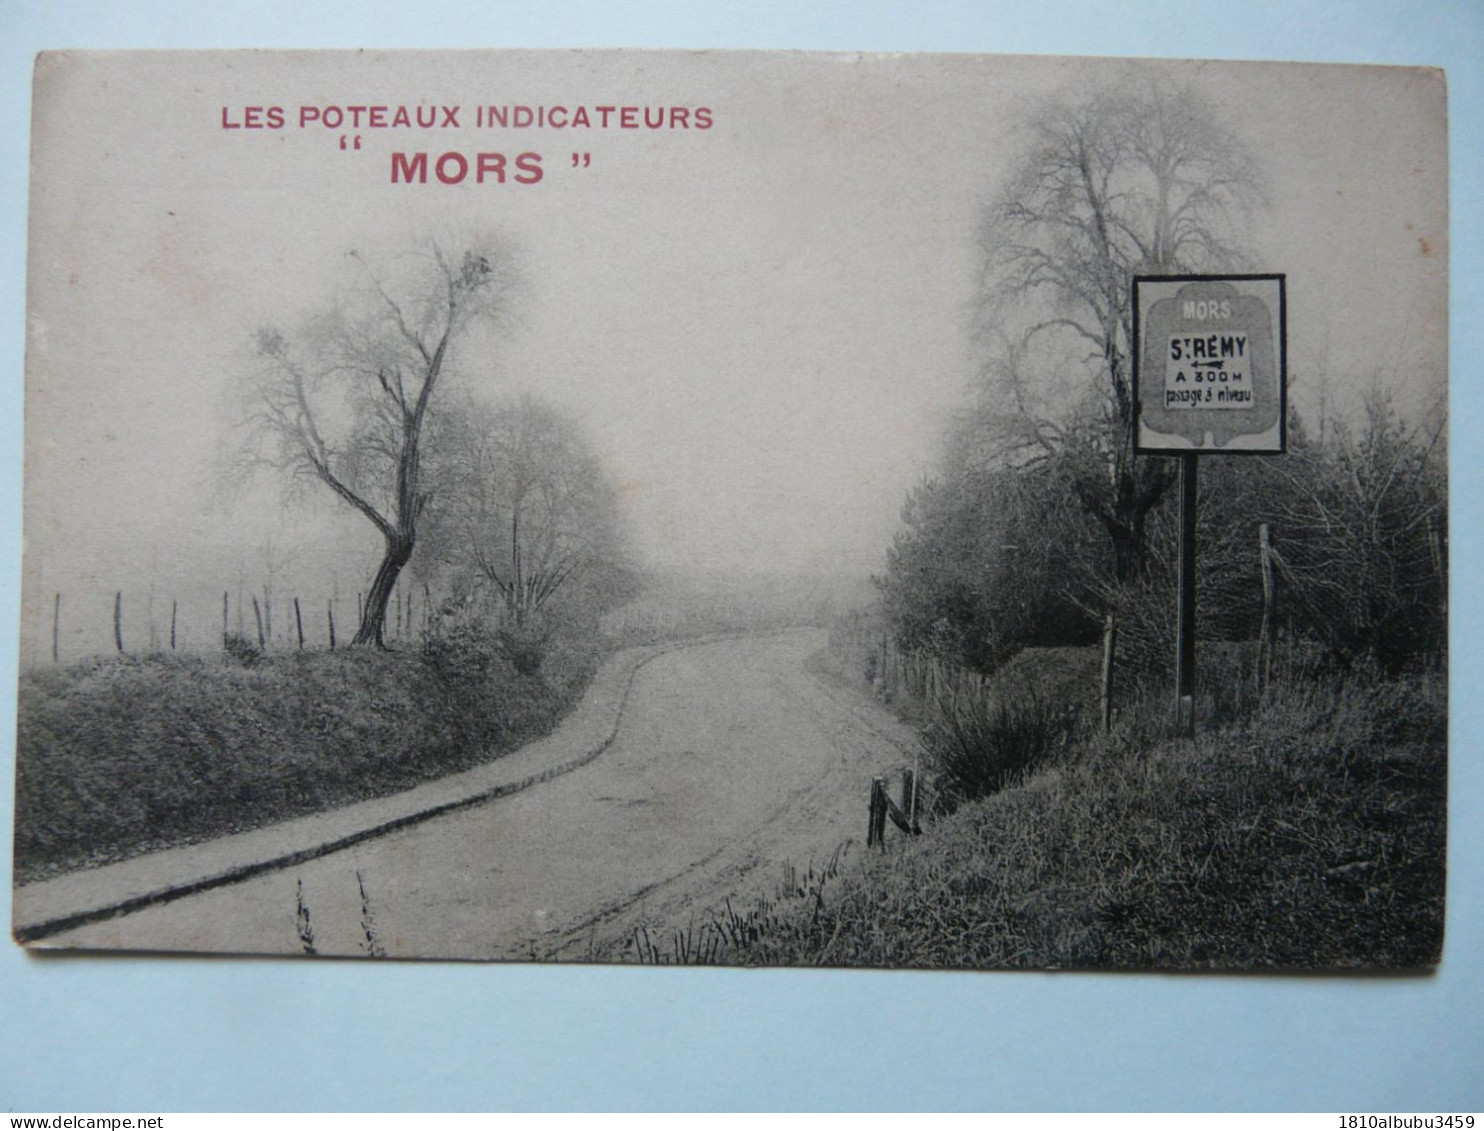 LES POTEAUX INDICATEURS
" MORS "
MORS
ST RÉMY
A 300 M
passage à niveau
www.delcampe.net
1810albubu3459